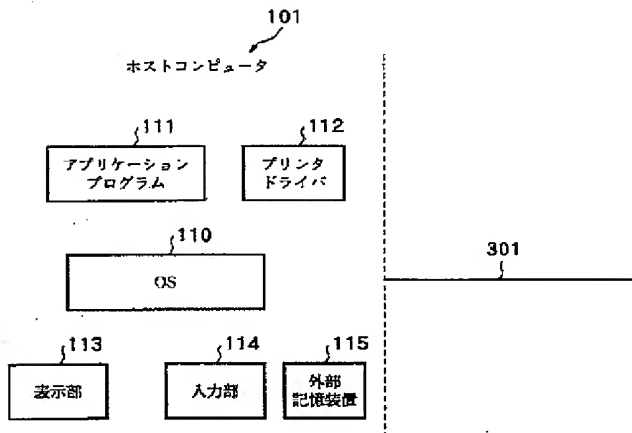 101
ホストコンピュータ
111
112
アプリケーション
プログラム
プリンタ
ドライバ
110
OS
301
113
114
115
表示部
入力部
外部
記憶装置